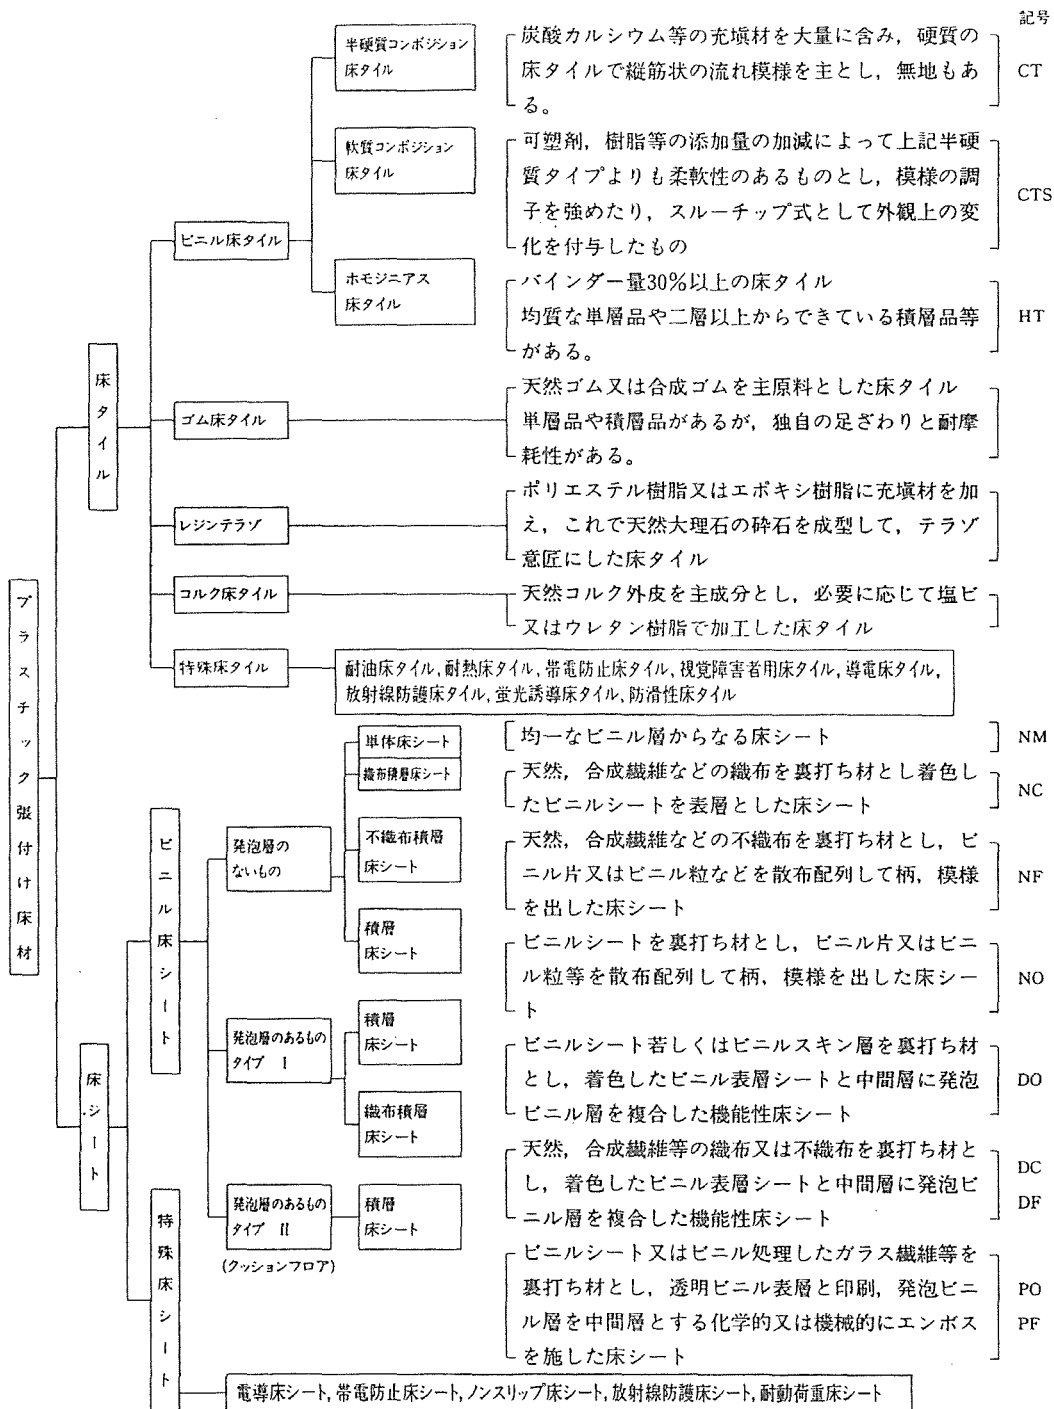 記号
プラスチック張付け床材
床タイル
ビニル床タイル
半硬質コンポジション
床タイル
炭酸カルシウム等の充塡材を大量に含み，硬質の
床タイルで縦筋状の流れ模様を主とし，無地もあ
る。
CT
軟質コンポジション
床タイル
可塑剤，樹脂等の添加量の加減によって上記半硬
質タイプよりも柔軟性のあるものとし，模様の調
子を強めたり，スルーチップ式として外観上の変
化を付与したもの
CTS
ホモジニアス
床タイル
バインダー量30％以上の床タイル
均質な単層品や二層以上からできている積層品等
がある。
HT
ゴム床タイル
天然ゴム又は合成ゴムを主原料とした床タイル
単層品や積層品があるが，独自の足ざわりと耐摩
耗性がある。
レジンテラゾ
ポリエステル樹脂又はエポキシ樹脂に充塡材を加
え，これで天然大理石の砕石を成型して，テラゾ
意匠にした床タイル
コルク床タイル
天然コルク外皮を主成分とし，必要に応じて塩ビ
又はウレタン樹脂で加工した床タイル
特殊床タイル
耐油床タイル，耐熱床タイル，帯電防止床タイル，視覚障害者用床タイル，導電床タイル，
放射線防護床タイル，蛍光誘導床タイル，防滑性床タイル
床シート
ビニル床シート
発泡層の
ないもの
単体床シート
均一なビニル層からなる床シート
NM
織布積層床シート
天然，合成繊維などの織布を裏打ち材とし着色し
たビニルシートを表層とした床シート
NC
不織布積層
床シート
天然，合成繊維などの不織布を裏打ち材とし，ビ
ニル片又はビニル粒などを散布配列して柄，模様
を出した床シート
NF
積層
床シート
ビニルシートを裏打ち材とし，ビニル片又はビニ
ル粒等を散布配列して柄，模様を出した床シー
ト
NO
発泡層のあるもの
タイプ I
積層
床シート
ビニルシート若しくはビニルスキン層を裏打ち材
とし，着色したビニル表層シートと中間層に発泡
ビニル層を複合した機能性床シート
DO
織布積層
床シート
天然，合成繊維等の織布又は不織布を裏打ち材と
し，着色したビニル表層シートと中間層に発泡ビ
ニル層を複合した機能性床シート
DC
DF
発泡層のあるもの
タイプ II
(クッションフロア)
積層
床シート
ビニルシート又はビニル処理したガラス繊維等を
裏打ち材とし，透明ビニル表層と印刷，発泡ビニ
ル層を中間層とする化学的又は機械的にエンボス
を施した床シート
PO
PF
特殊床シート
電導床シート，帯電防止床シート，ノンスリップ床シート，放射線防護床シート，耐動荷重床シート